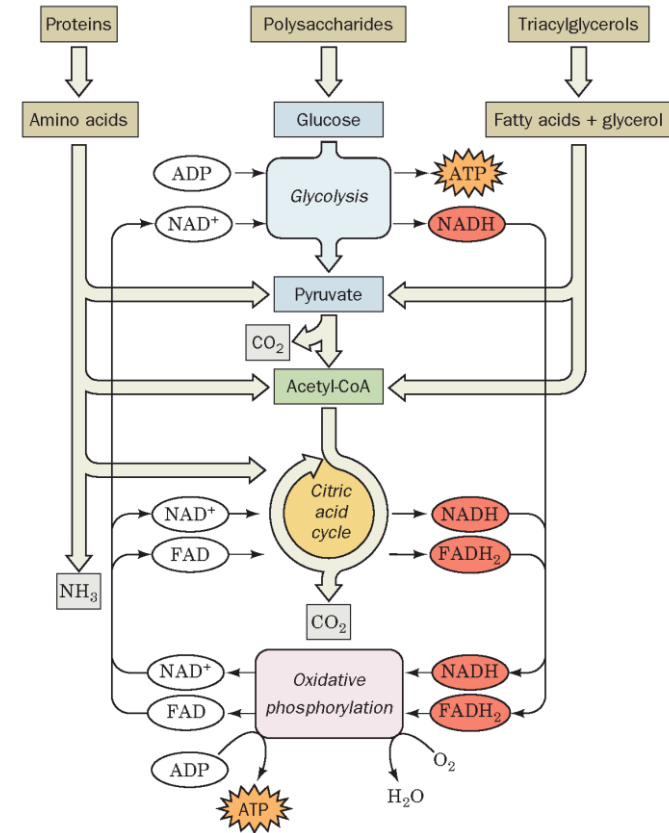 Proteins
Polysaccharides
Triacylglycerols
Amino acids
Glucose
Fatty acids + glycerol
ADP
Glycolysis
ATP
NAD⁺
NADH
Pyruvate
CO₂
Acetyl-CoA
Citric
acid
cycle
NAD⁺
NADH
FAD
FADH₂
NH₃
CO₂
NAD⁺
Oxidative
phosphorylation
NADH
FAD
FADH₂
ADP
O₂
ATP
H₂O